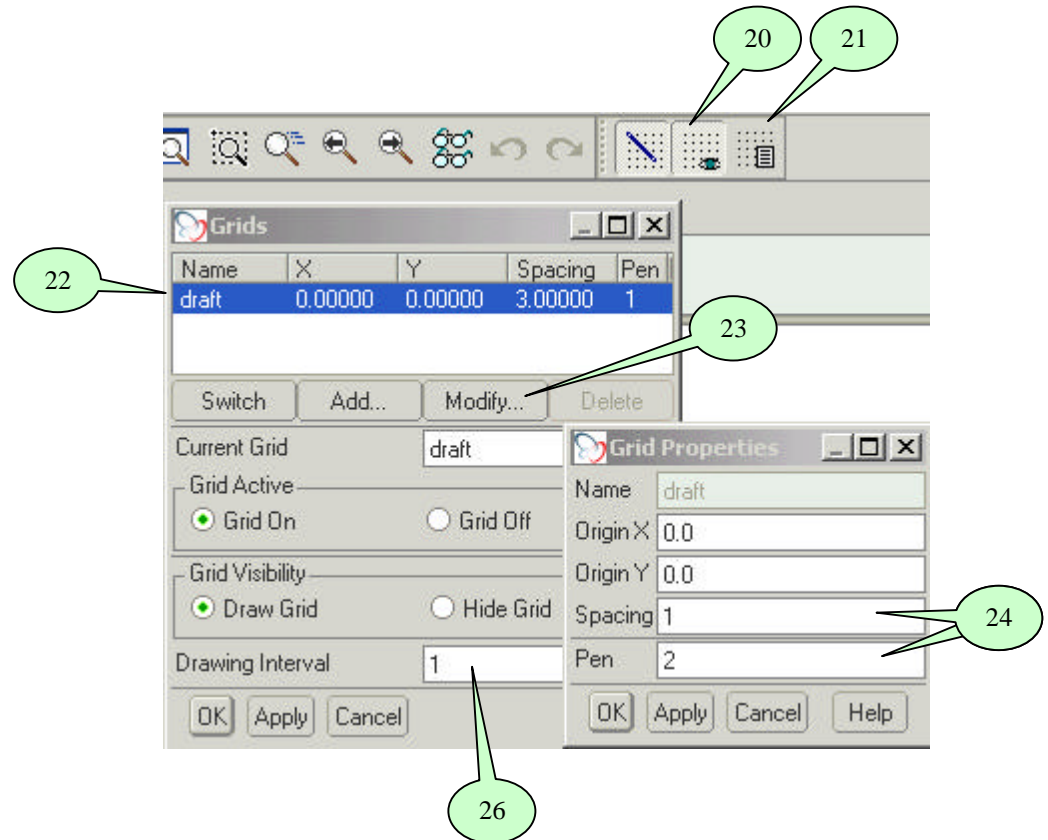 20 21
Grids
Name X Y Spacing Pen
22
draft 0.00000 0.00000 3.00000 1
23
Switch Add... Modify... Delete
Current Grid draft
Grid Active
Grid On Grid Off
Grid Visibility
Draw Grid Hide Grid
Drawing Interval 1
OK Apply Cancel
Grid Properties
Name draft
Origin X 0.0
Origin Y 0.0
Spacing 1
24
Pen 2
OK Apply Cancel Help
26